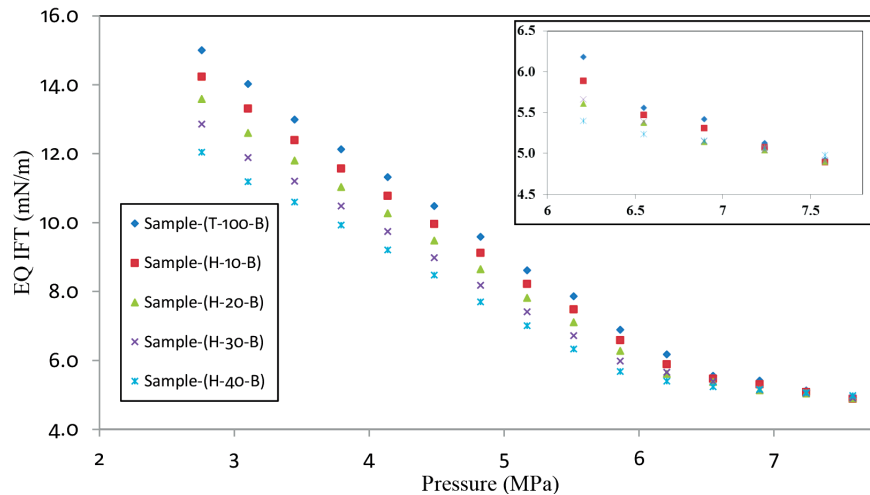 16.0
14.0
12.0
10.0
8.0
6.0
4.0
EQ IFT (mN/m)
2 3 4 5 6 7
Pressure (MPa)
Sample-(T-100-B)
Sample-(H-10-B)
Sample-(H-20-B)
Sample-(H-30-B)
Sample-(H-40-B)
6.5
6.0
5.5
5.0
4.5
6 6.5 7 7.5